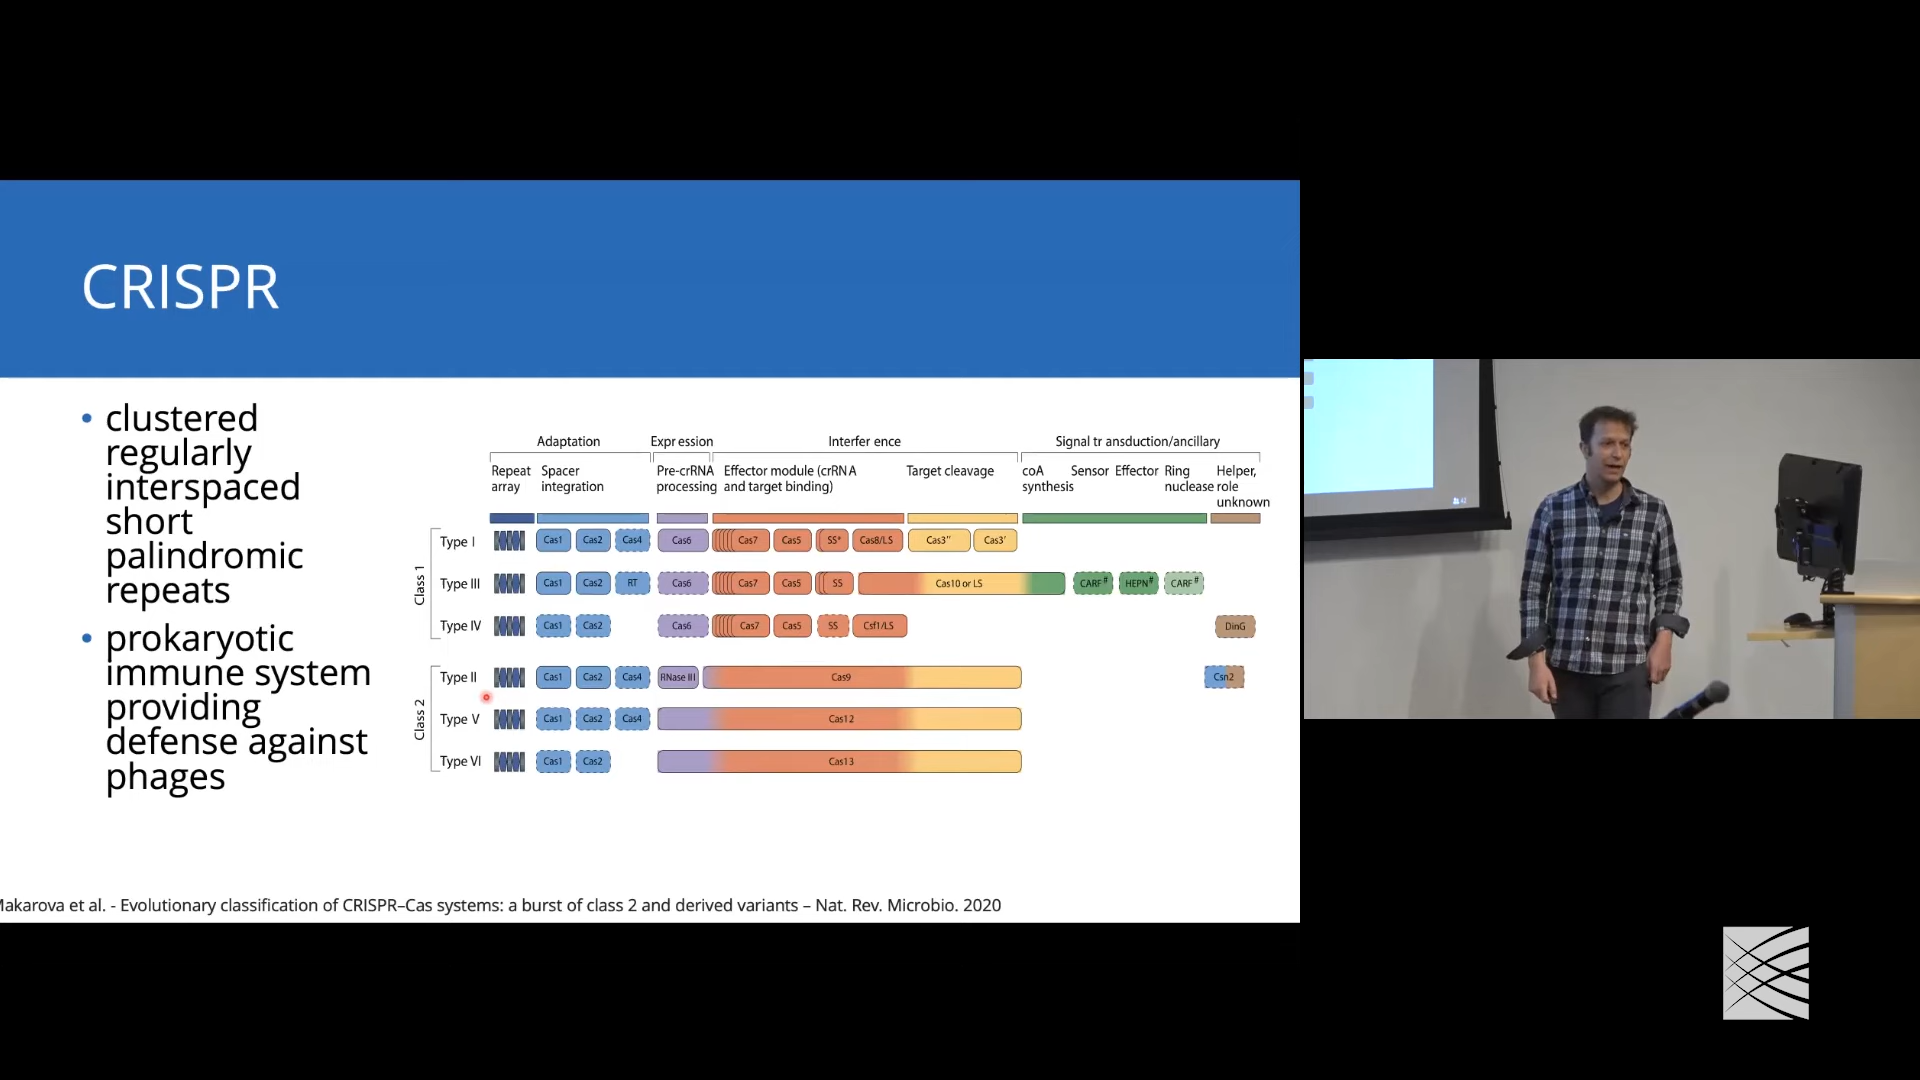 CRISPR
• clustered
regularly
interspaced
short
palindromic
repeats
• prokaryotic
immune system
providing
defense against
phages
Adaptation Expr ession Interfer ence Signal tr ansduction/ancillary
Repeat array Spacer integration Pre-crRNA processing Effector module (crRN A and target binding) Target cleavage coA synthesis Sensor Effector Ring nuclease Helper, role unknown
Class 1
Type I Cas1 Cas2 Cas4 Cas6 Cas7 Cas5 SS* Cas8/LS Cas3'' Cas3'
Type III Cas1 Cas2 RT Cas6 Cas7 Cas5 SS Cas10 or LS CARF# HEPN# CARF#
Type IV Cas1 Cas2 Cas6 Cas7 Cas5 SS Csf1/LS DinG
Class 2
Type II Cas1 Cas2 Cas4 RNase III Cas9 Csn2
Type V Cas1 Cas2 Cas4 Cas12
Type VI Cas1 Cas2 Cas13
Makarova et al. - Evolutionary classification of CRISPR–Cas systems: a burst of class 2 and derived variants – Nat. Rev. Microbio. 2020